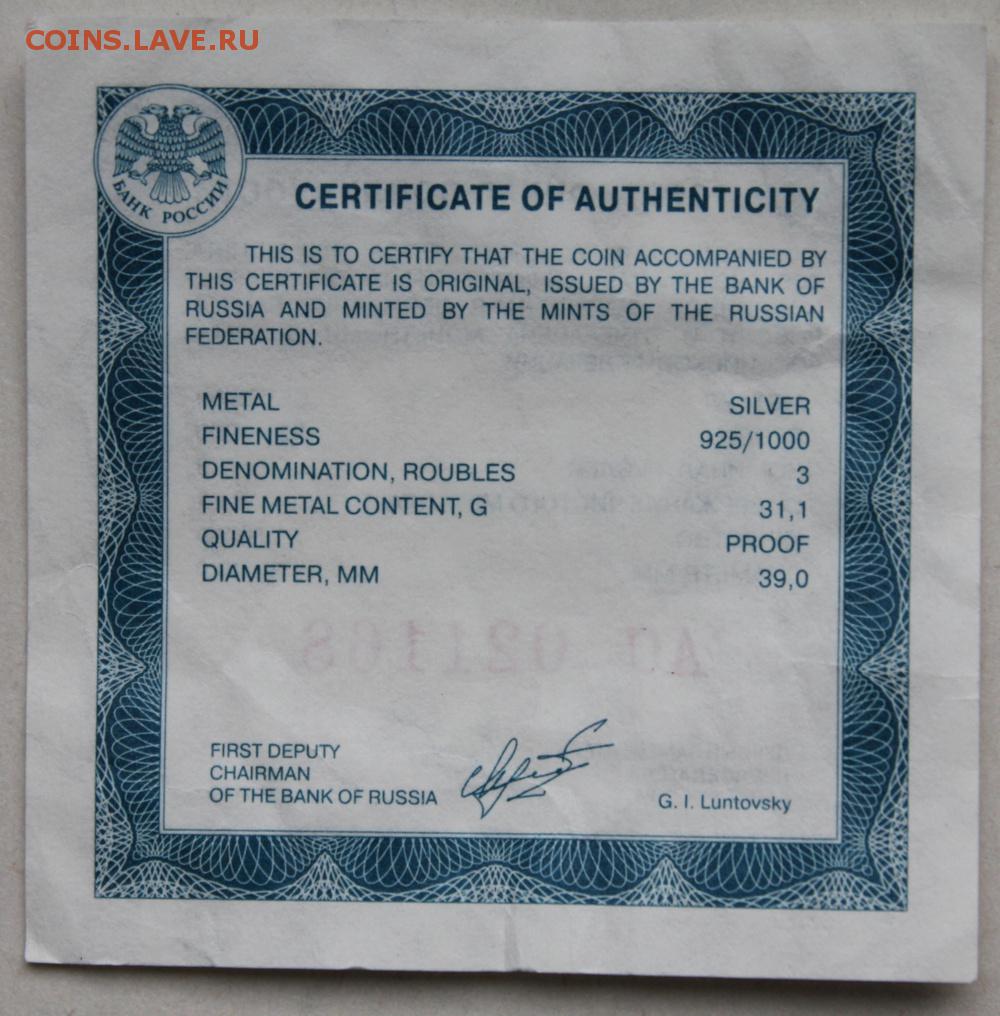 COINS.LAVE.RU
БАНК РОССИИ
CERTIFICATE OF AUTHENTICITY
THIS IS TO CERTIFY THAT THE COIN ACCOMPANIED BY
THIS CERTIFICATE IS ORIGINAL, ISSUED BY THE BANK OF
RUSSIA AND MINTED BY THE MINTS OF THE RUSSIAN
FEDERATION.
METAL SILVER
FINENESS 925/1000
DENOMINATION, ROUBLES 3
FINE METAL CONTENT, G 31,1
QUALITY PROOF
DIAMETER, MM 39,0
FIRST DEPUTY
CHAIRMAN
OF THE BANK OF RUSSIA G. I. Luntovsky